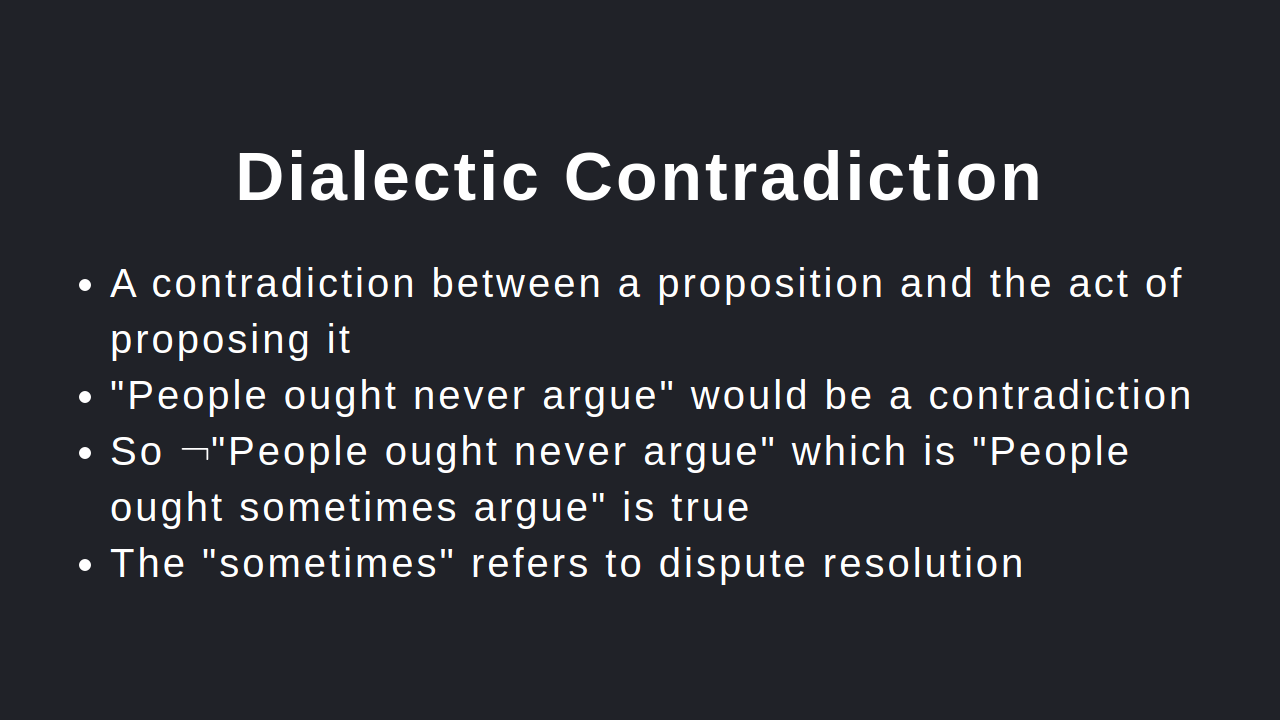 Dialectic Contradiction
• A contradiction between a proposition and the act of
proposing it
• "People ought never argue" would be a contradiction
• So ¬"People ought never argue" which is "People
ought sometimes argue" is true
• The "sometimes" refers to dispute resolution